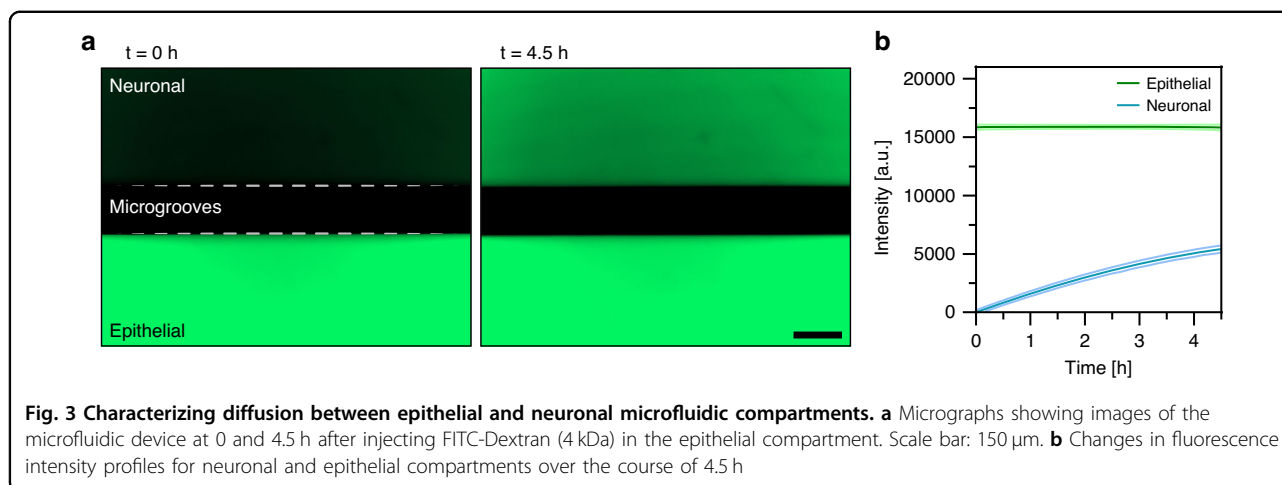 a
t = 0 h
t = 4.5 h
Neuronal
Microgrooves
Epithelial
b
20000
15000
10000
5000
0
Intensity [a.u.]
Epithelial
Neuronal
0 1 2 3 4
Time [h]
Fig. 3 Characterizing diffusion between epithelial and neuronal microfluidic compartments. a Micrographs showing images of the
microfluidic device at 0 and 4.5 h after injecting FITC-Dextran (4 kDa) in the epithelial compartment. Scale bar: 150 µm. b Changes in fluorescence
intensity profiles for neuronal and epithelial compartments over the course of 4.5 h